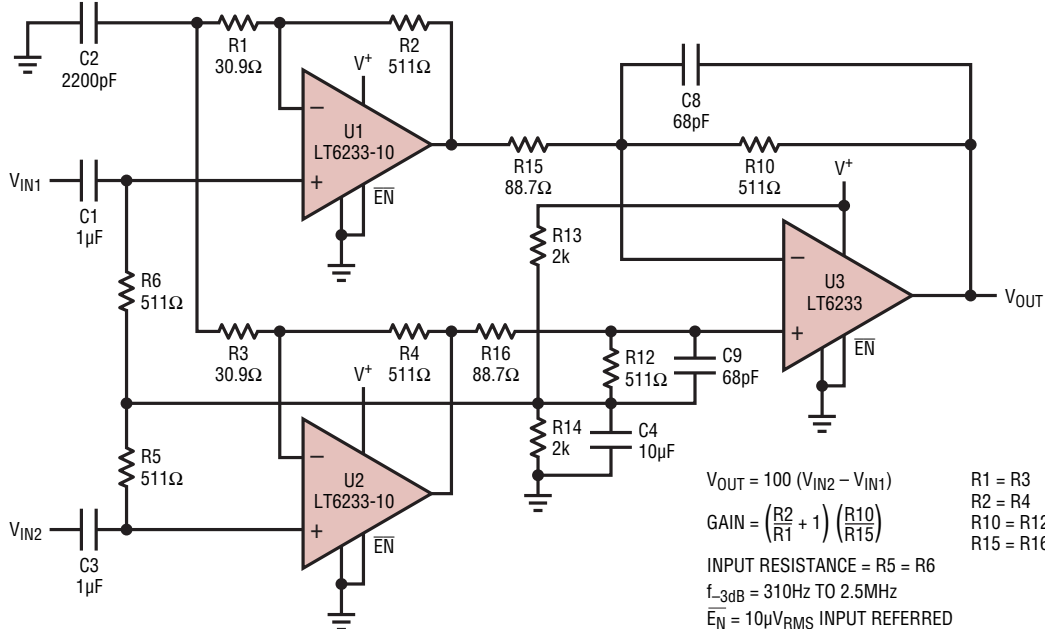 C2
2200pF
R1
30.9Ω
R2
511Ω
V+
−
+
U1
LT6233-10
EN
VIN1
C1
1µF
R6
511Ω
R15
88.7Ω
C8
68pF
R10
511Ω
V+
R13
2k
−
+
U3
LT6233
EN
VOUT
R3
30.9Ω
R4
511Ω
R16
88.7Ω
R12
511Ω
C9
68pF
V+
R5
511Ω
−
+
U2
LT6233-10
EN
VIN2
C3
1µF
R14
2k
C4
10µF
VOUT = 100 (VIN2 – VIN1)
GAIN = (R2/R1 + 1) (R10/R15)
INPUT RESISTANCE = R5 = R6
f–3dB = 310Hz TO 2.5MHz
EN = 10µVRMS INPUT REFERRED
R1 = R3
R2 = R4
R10 = R12
R15 = R16